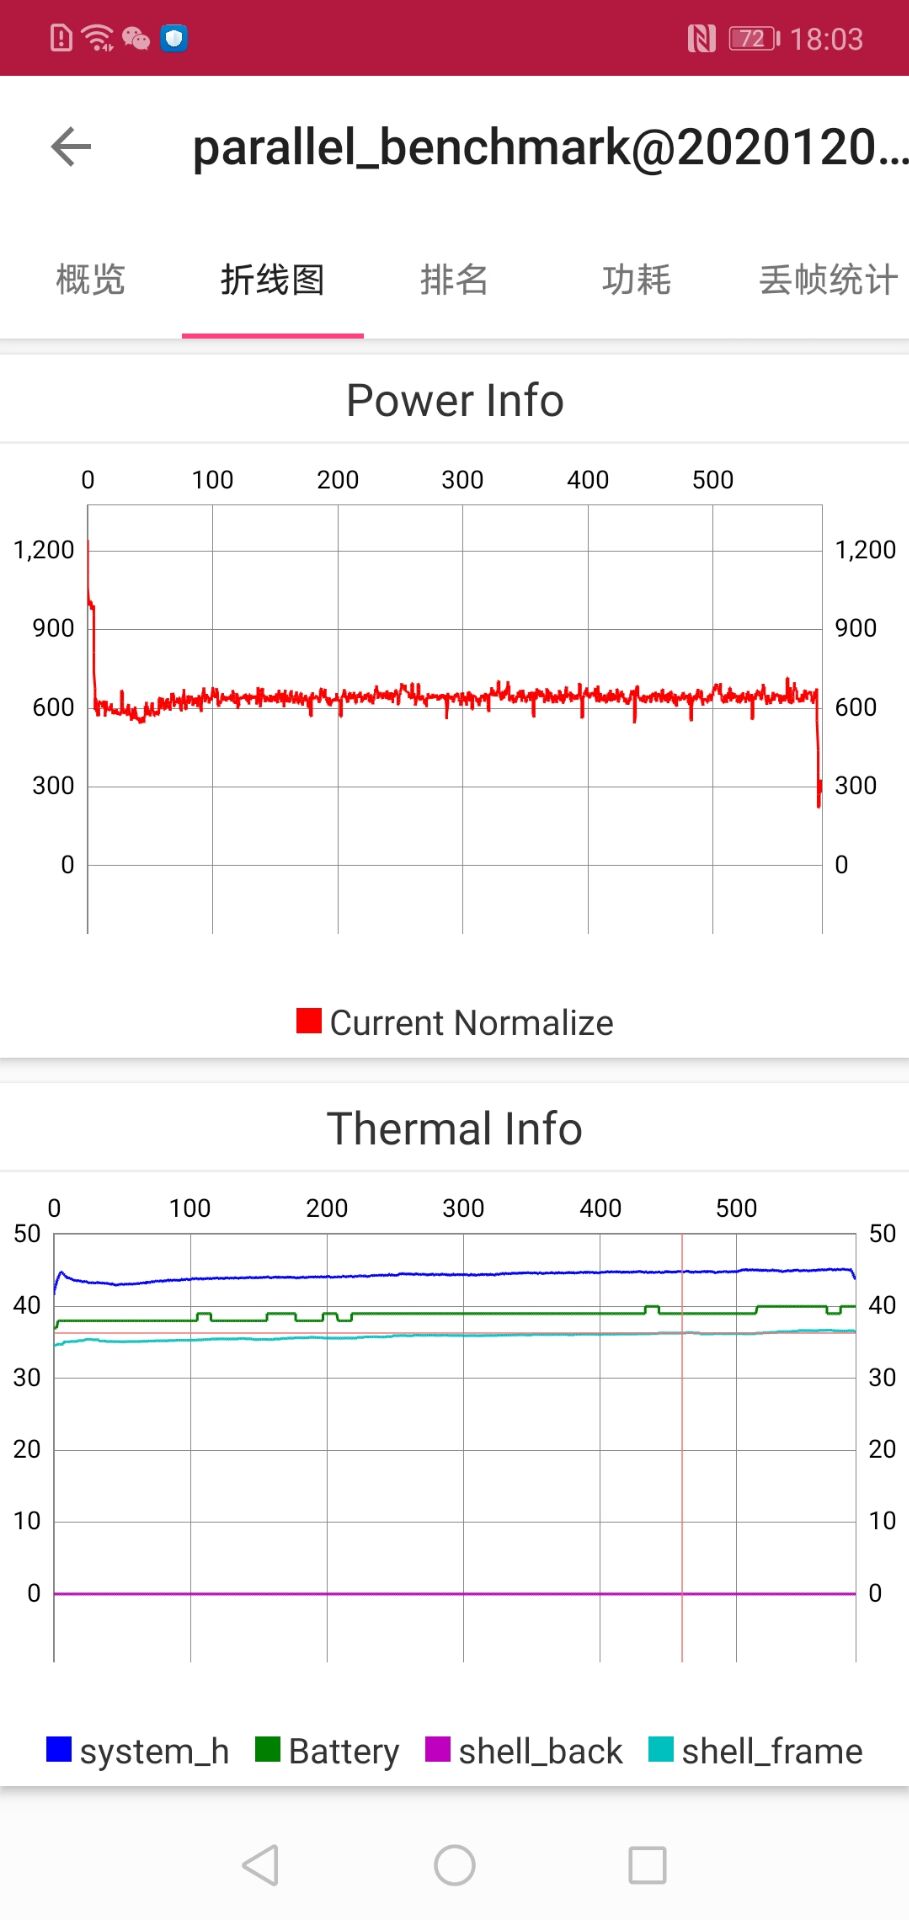 72 18:03
parallel_benchmark@2020120...
概览 折线图 排名 功耗 丢帧统计
Power Info
0 100 200 300 400 500
1,200 1,200
900 900
600 600
300 300
0 0
Current Normalize
Thermal Info
0 100 200 300 400 500
50 50
40 40
30 30
20 20
10 10
0 0
system_h Battery shell_back shell_frame